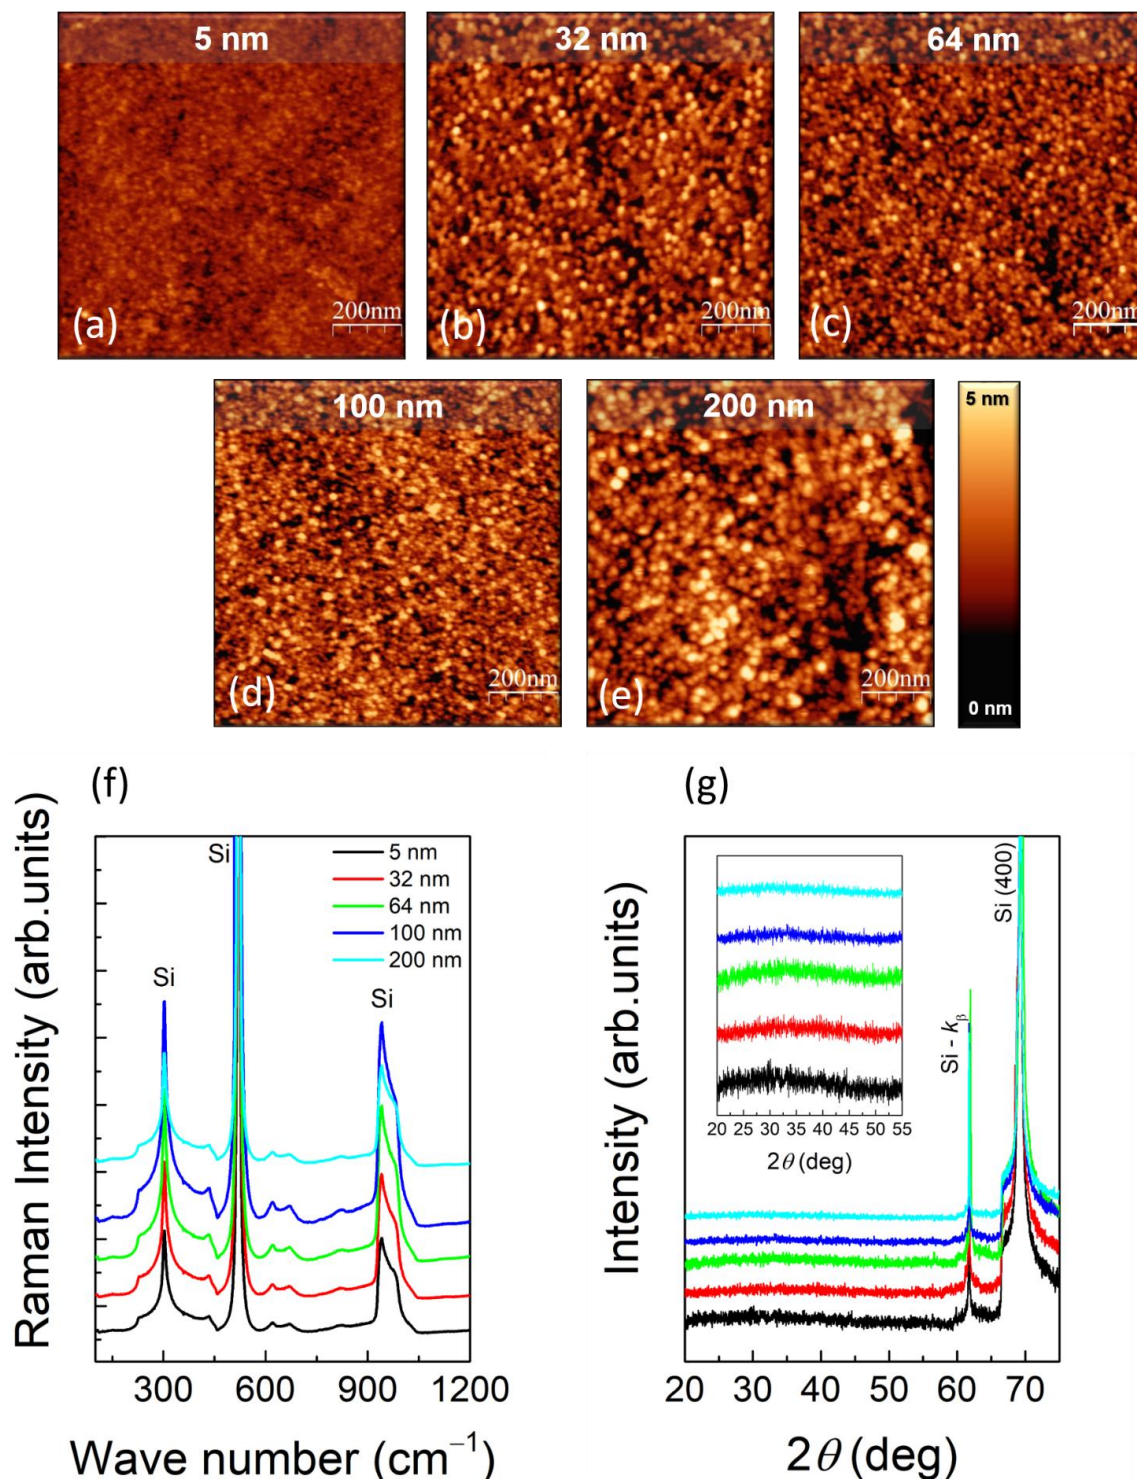 5 nm
32 nm
64 nm
(a)
200nm
(b)
200nm
(c)
200nm
100 nm
200 nm
5 nm
(d)
200nm
(e)
200nm
0 nm
(f)
Raman Intensity (arb.units)
Si
Si
Si
5 nm
32 nm
64 nm
100 nm
200 nm
300 600 900 1200
Wave number (cm⁻¹)
(g)
Intensity (arb.units)
Si - kβ
Si (400)
20 25 30 35 40 45 50 55
2θ (deg)
20 30 40 50 60 70
2θ (deg)